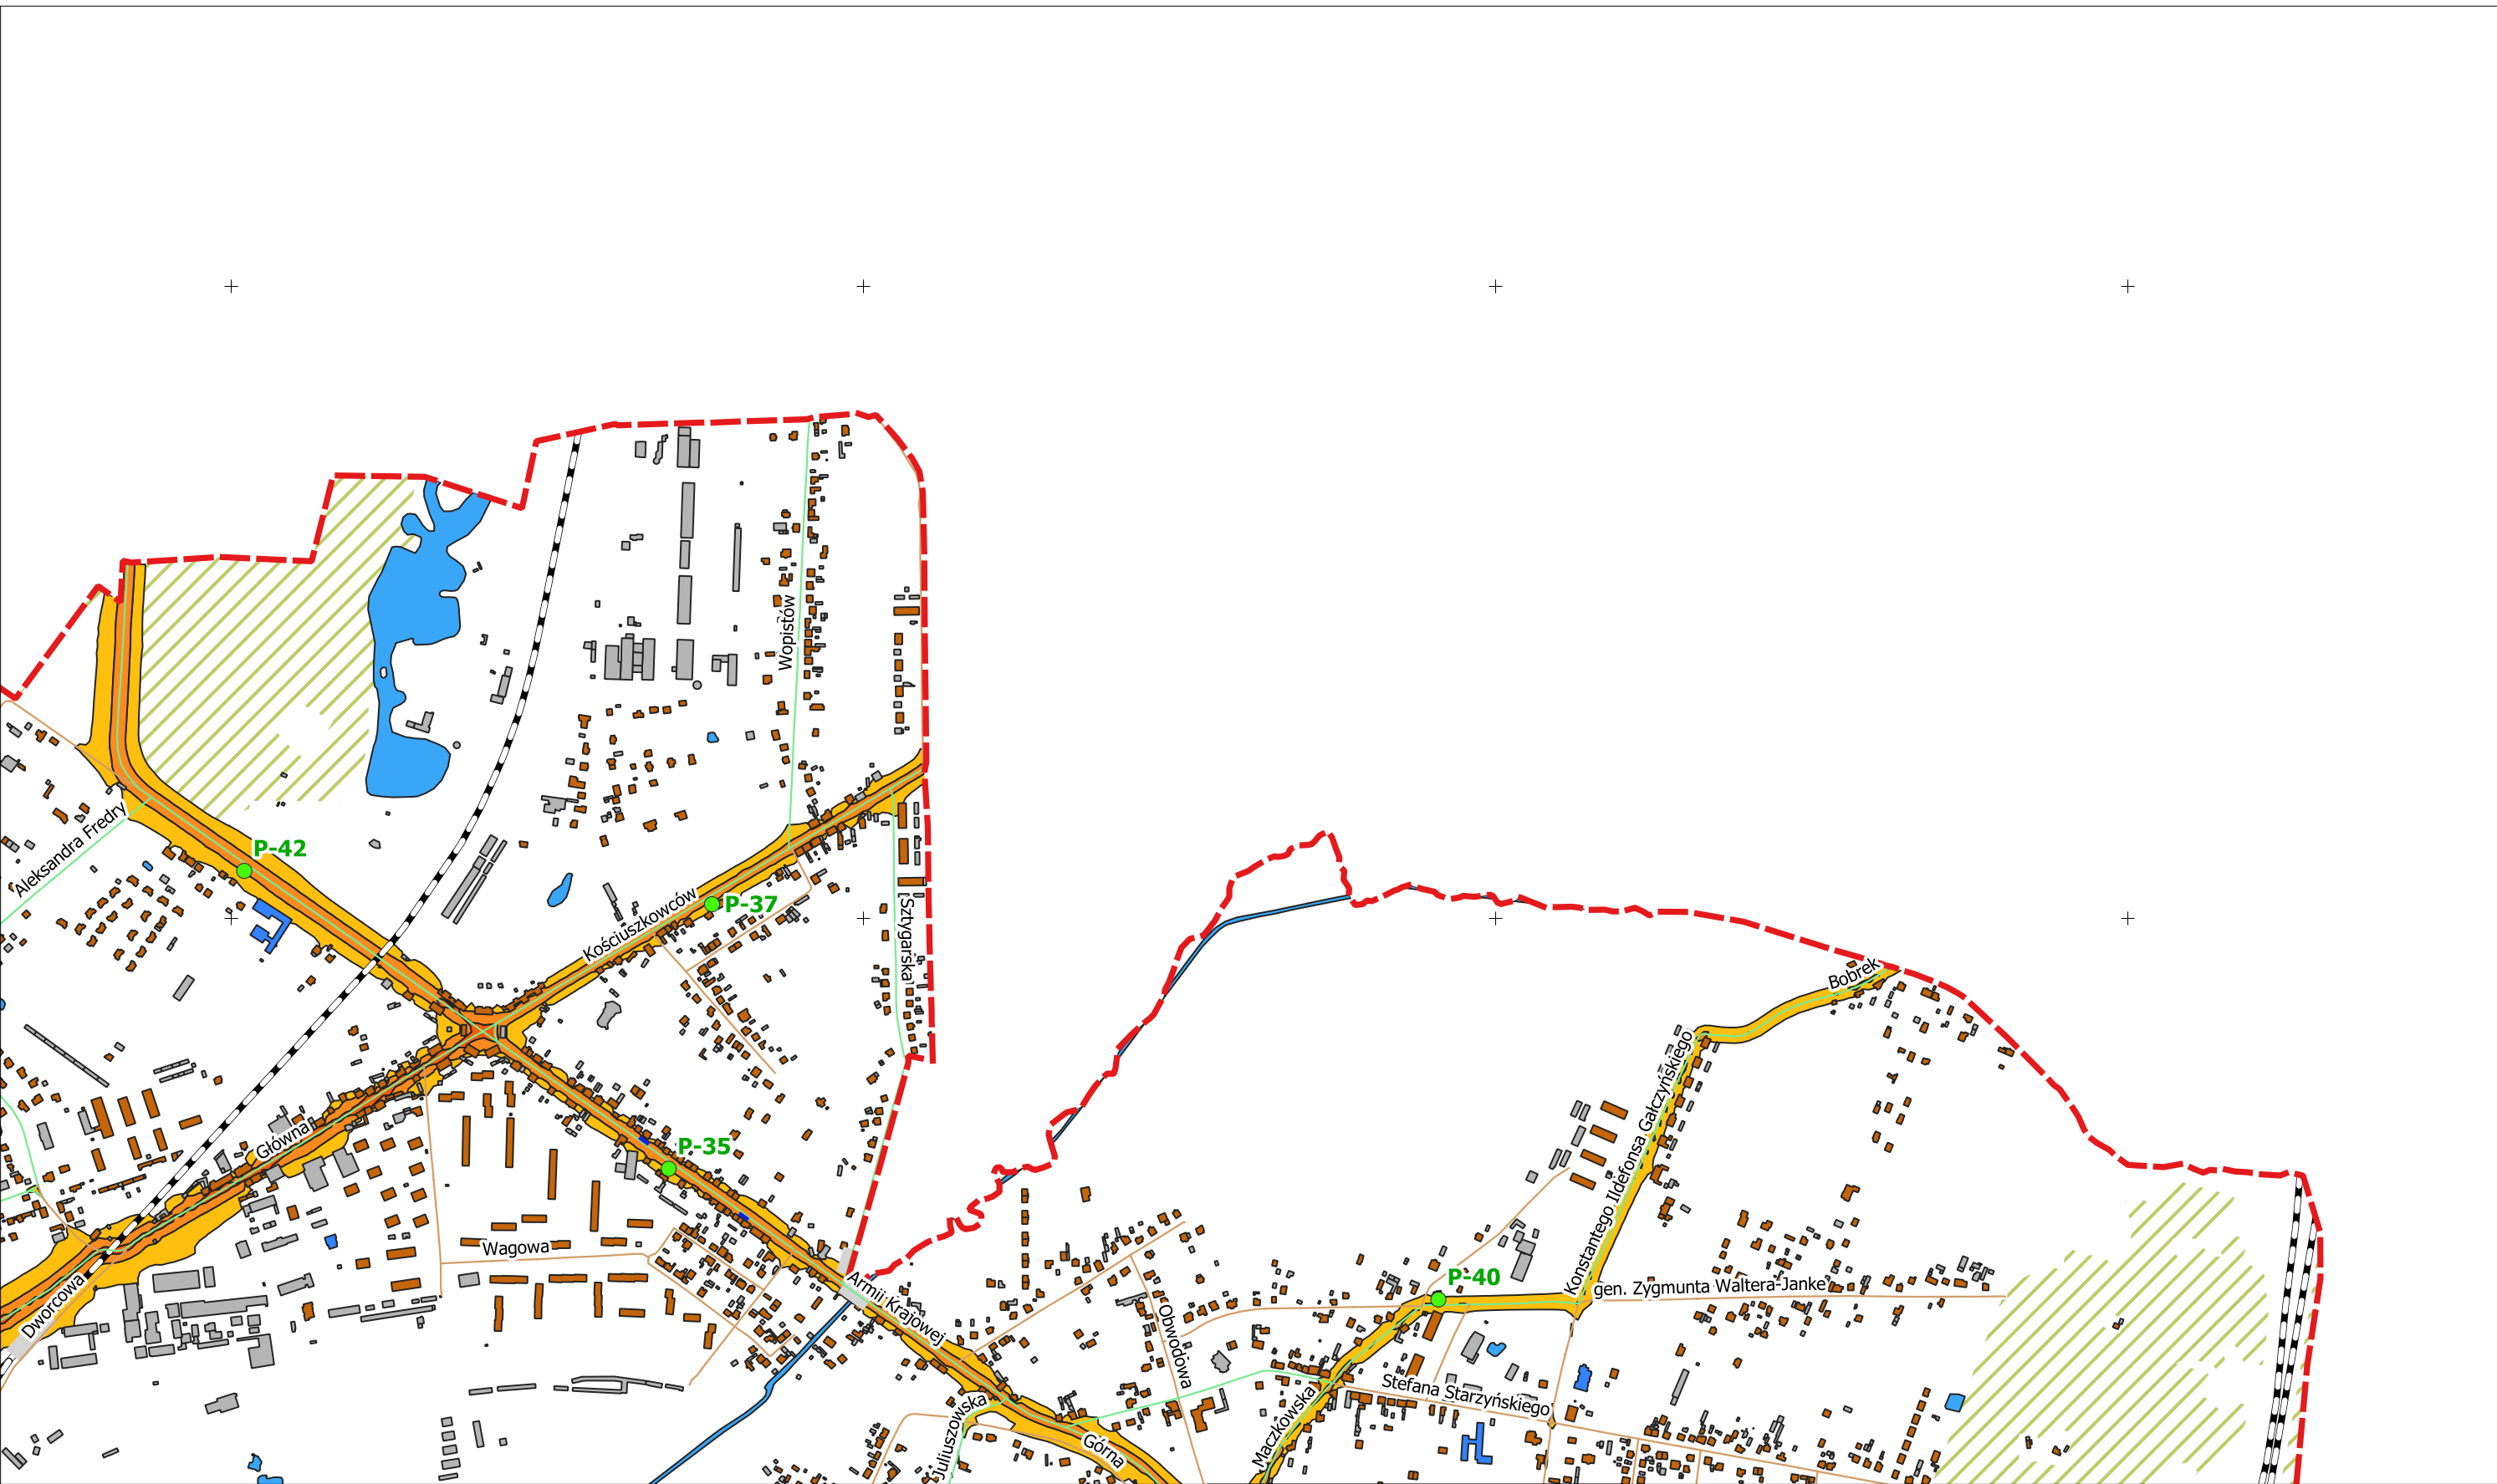 Wopistów
Aleksandra Fredry
P-42
Kościuszkowców
P-37
Sztygarska
Bobrek
Konstantego Ildefonsa Gałczyńskiego
Główna
P-35
Wagowa
Dworcowa
Armii Krajowej
P-40
gen. Zygmunta Waltera-Janke
Obwodowa
Stefana Starzyńskiego
Maczkowska
Juliuszowska
Górna